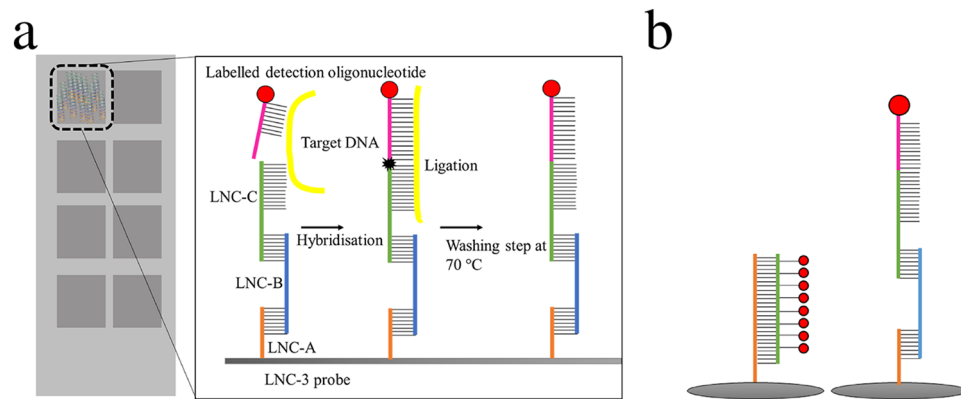 a
b
Labelled detection oligonucleotide
Target DNA
Ligation
LNC-C
Hybridisation
Washing step at
70 °C
LNC-B
LNC-A
LNC-3 probe